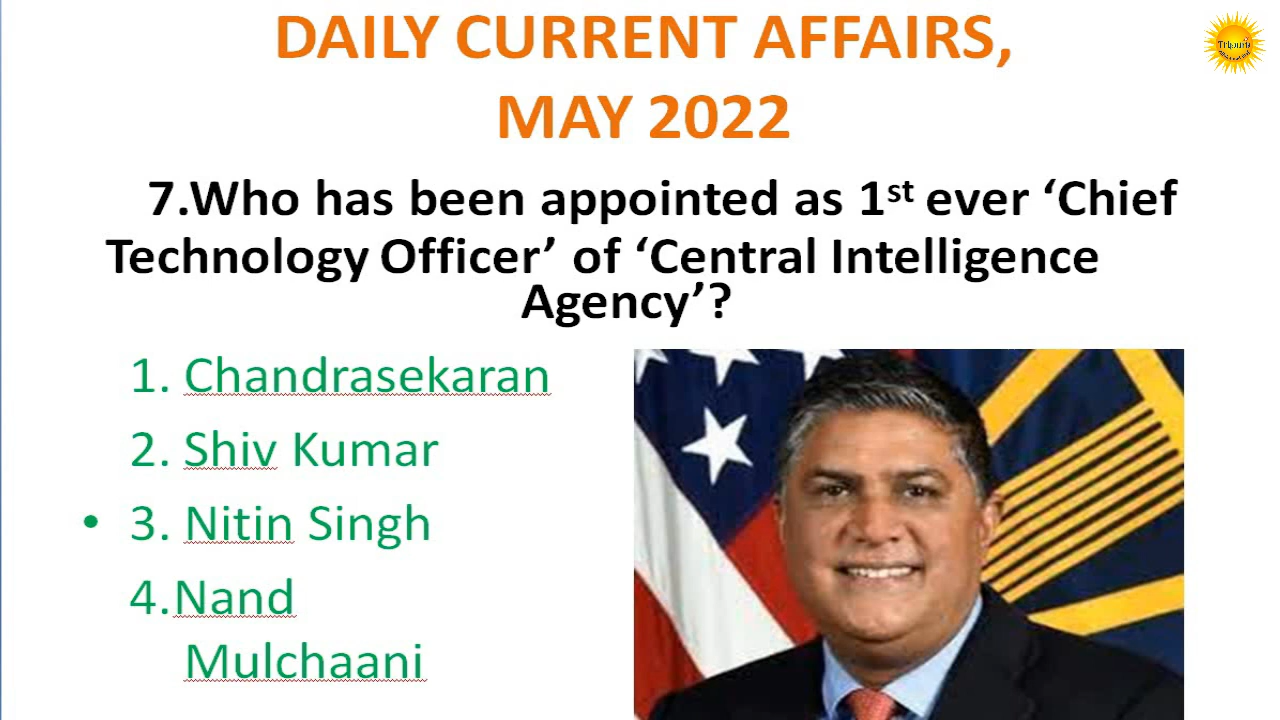 DAILY CURRENT AFFAIRS,
MAY 2022
7.Who has been appointed as 1st ever ‘Chief
Technology Officer’ of ‘Central Intelligence
Agency’?
1. Chandrasekaran
2. Shiv Kumar
• 3. Nitin Singh
4.Nand
Mulchaani